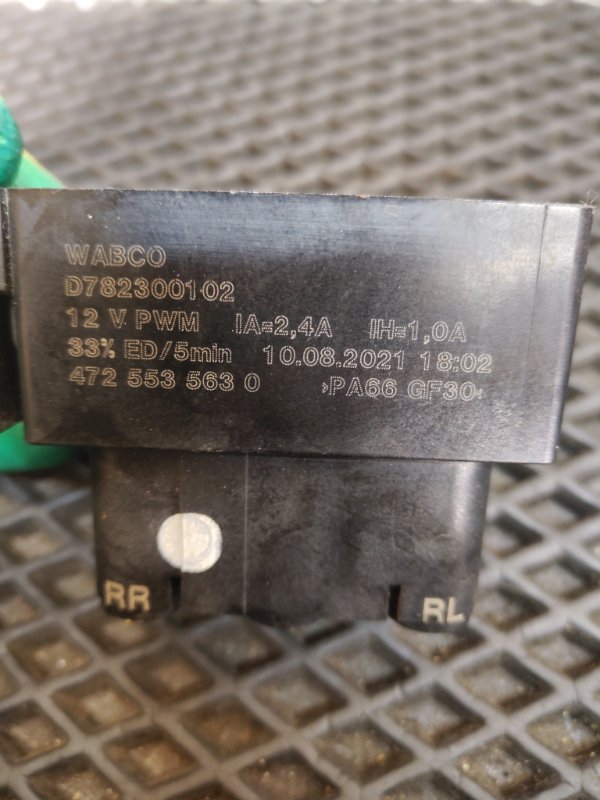 WABCO
D782300102
12 V PWM IA=2,4A IH=1,0A
33% ED/5min 10.08.2021 18:02
472 553 563 0 >PA66 GF30<
RR RL